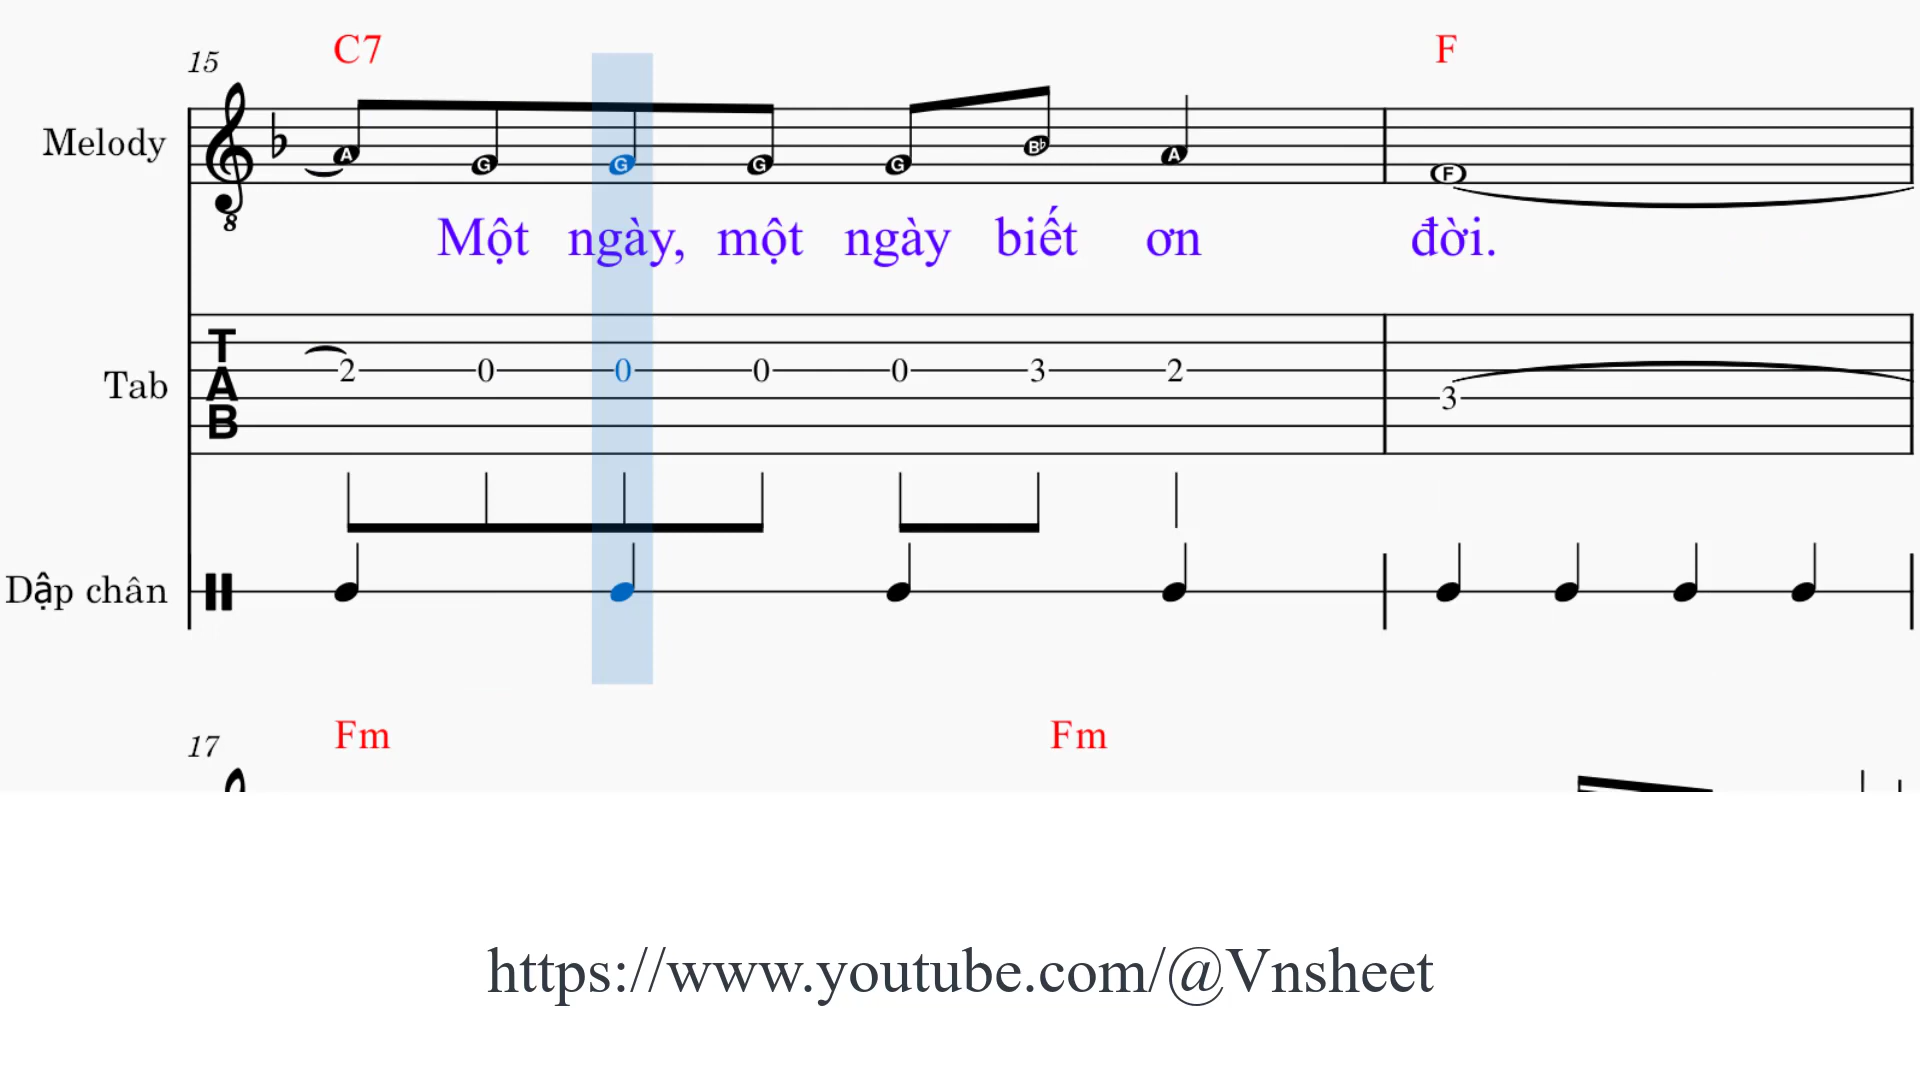 15 C7 F
Melody
8
A G G G G B♭ A F
Một ngày, một ngày biết ơn đời.
Tab
TAB
2 0 0 0 0 3 2 3
Dập chân
17 Fm Fm
https://www.youtube.com/@Vnsheet